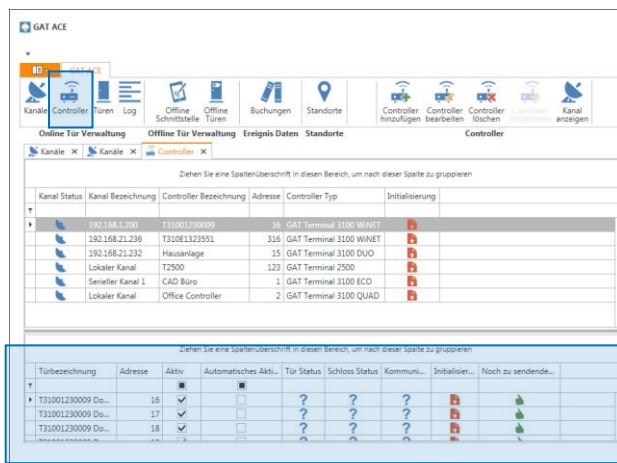 GAT ACE
GAT ACE
Kanäle Controller Türen Log Offline Schnittstelle Offline Türen Buchungen Standorte Controller hinzufügen Controller bearbeiten Controller löschen Controller Kanal anzeigen
Online Tür Verwaltung Offline Tür Verwaltung Ereignis Daten Standorte Controller
Kanäle × Kanäle × Controller ×
Ziehen Sie eine Spaltenüberschrift in diesen Bereich, um nach dieser Spalte zu gruppieren
Kanal Status Kanal Bezeichnung Controller Bezeichnung Adresse Controller Typ Initialisierung
192.168.1.200 T31001230009 16 GAT Terminal 3100 WiNET
192.168.21.236 T310E1323551 316 GAT Terminal 3100 WiNET
192.168.21.232 Hausanlage 15 GAT Terminal 3100 DUO
Lokaler Kanal T2500 123 GAT Terminal 2500
Serieller Kanal 1 CAD Büro 1 GAT Terminal 3100 ECO
Lokaler Kanal Office Controller 2 GAT Terminal 3100 QUAD
Ziehen Sie eine Spaltenüberschrift in diesen Bereich, um nach dieser Spalte zu gruppieren
Türbezeichnung Adresse Aktiv Automatisches Akti... Tür Status Schloss Status Kommuni... Initialisier... Noch zu sendende...
T31001230009 Do... 16 ? ? ?
T31001230009 Do... 17 ? ? ?
T31001230009 Do... 18 ? ? ?